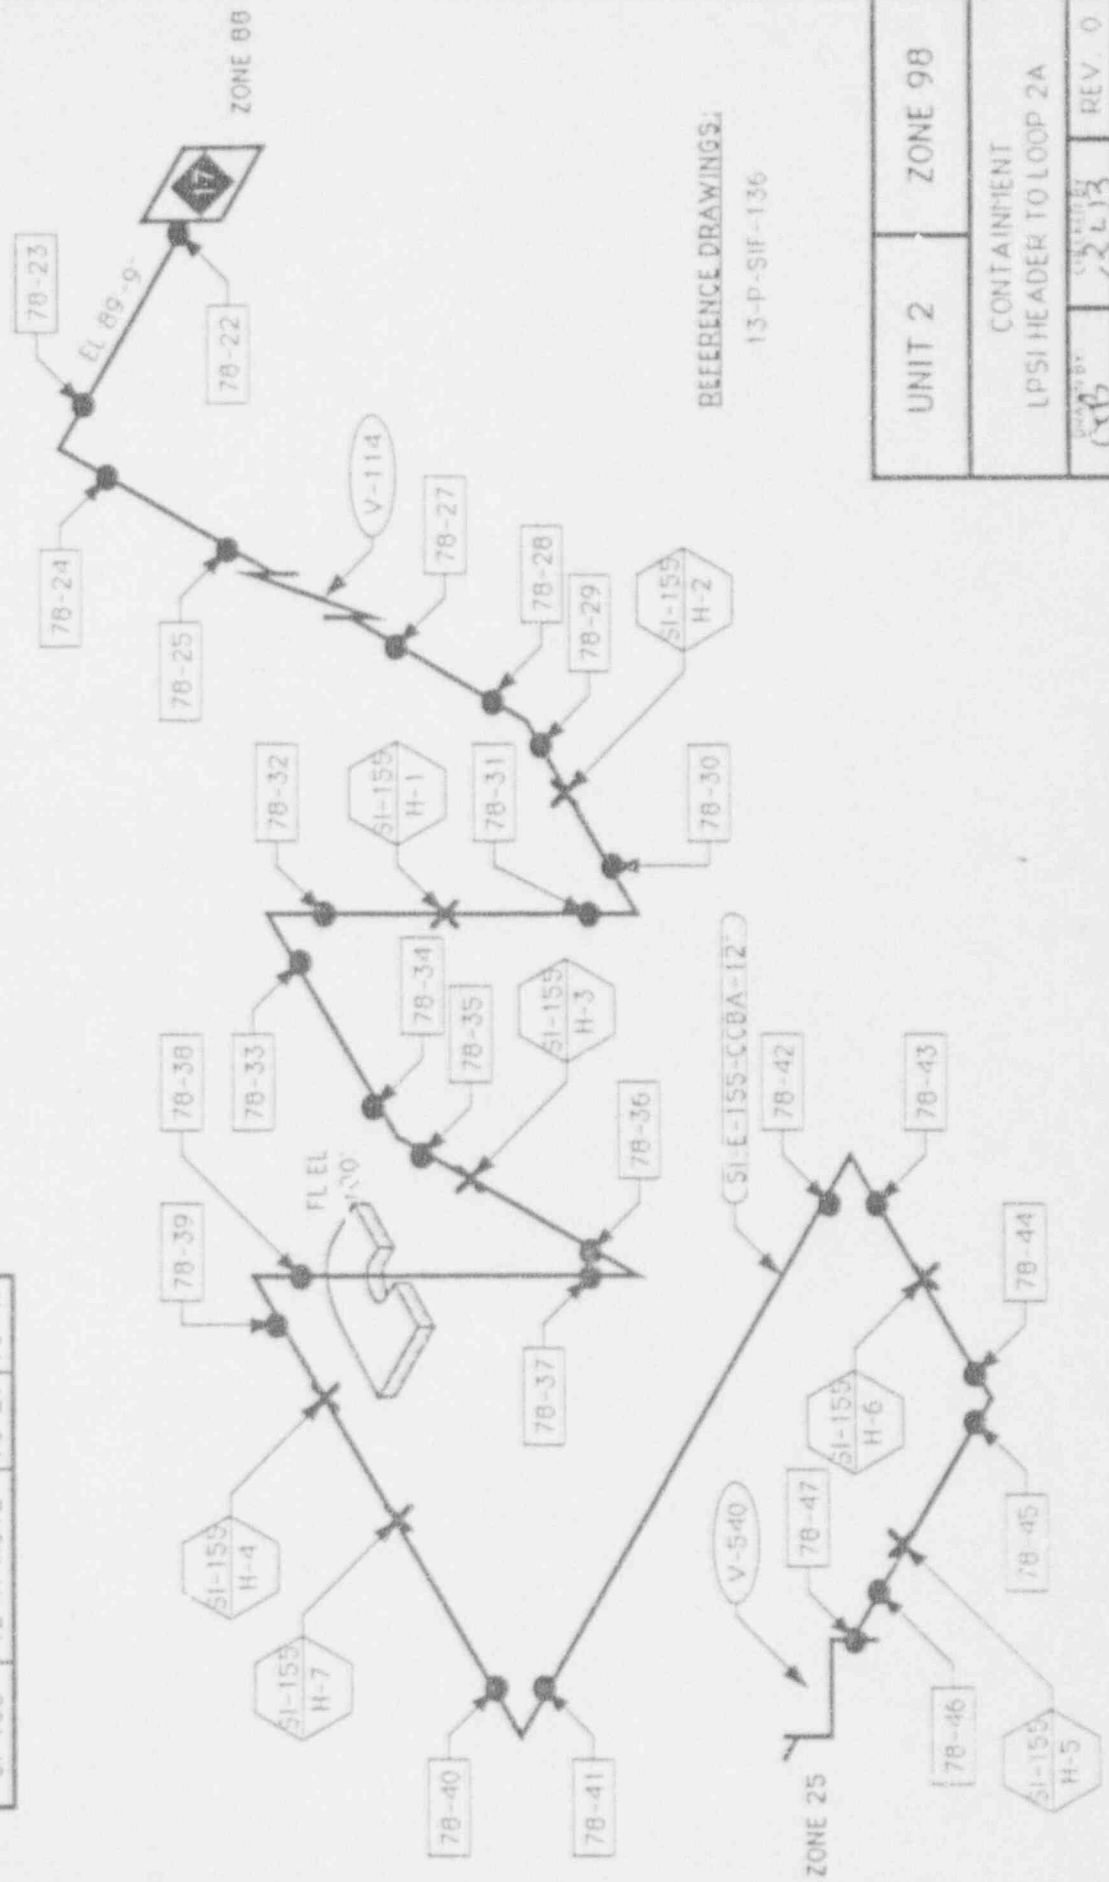 ZONE 88
78-23
EL 89-9
78-22
78-24
78-25
V-114
78-27
78-28
78-29
SI-155
H-2
78-30
78-31
SI-155
H-1
78-32
78-33
78-34
78-35
SI-155
H-3
78-36
78-37
78-38
78-39
FL EL
100'
SI-155
H-4
SI-155
H-7
78-40
78-41
SI-E-155-CCBA-12"
78-42
78-43
SI-155
H-6
78-44
78-45
SI-155
H-5
78-46
78-47
V-540
ZONE 25
REFERENCE DRAWINGS:
13-P-SIF-136
UNIT 2
ZONE 98
CONTAINMENT
LPSI HEADER TO LOOP 2A
DRAWN BY
REV. 0